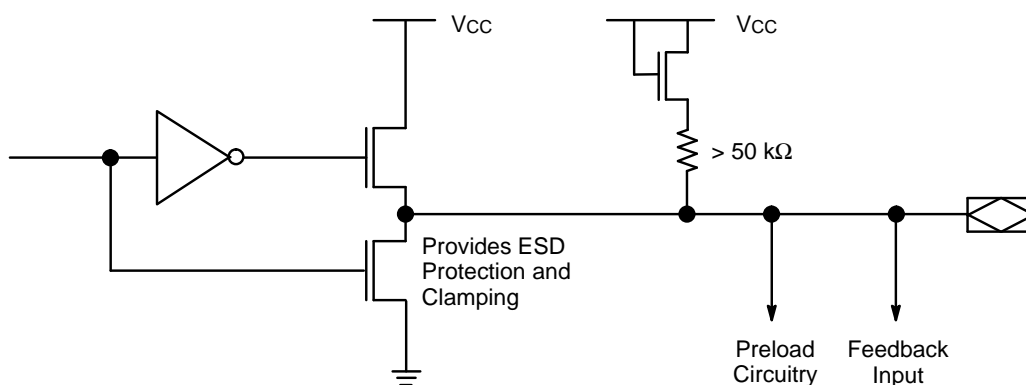 VCC
VCC
> 50 kΩ
Provides ESD
Protection and
Clamping
Preload
Circuitry
Feedback
Input